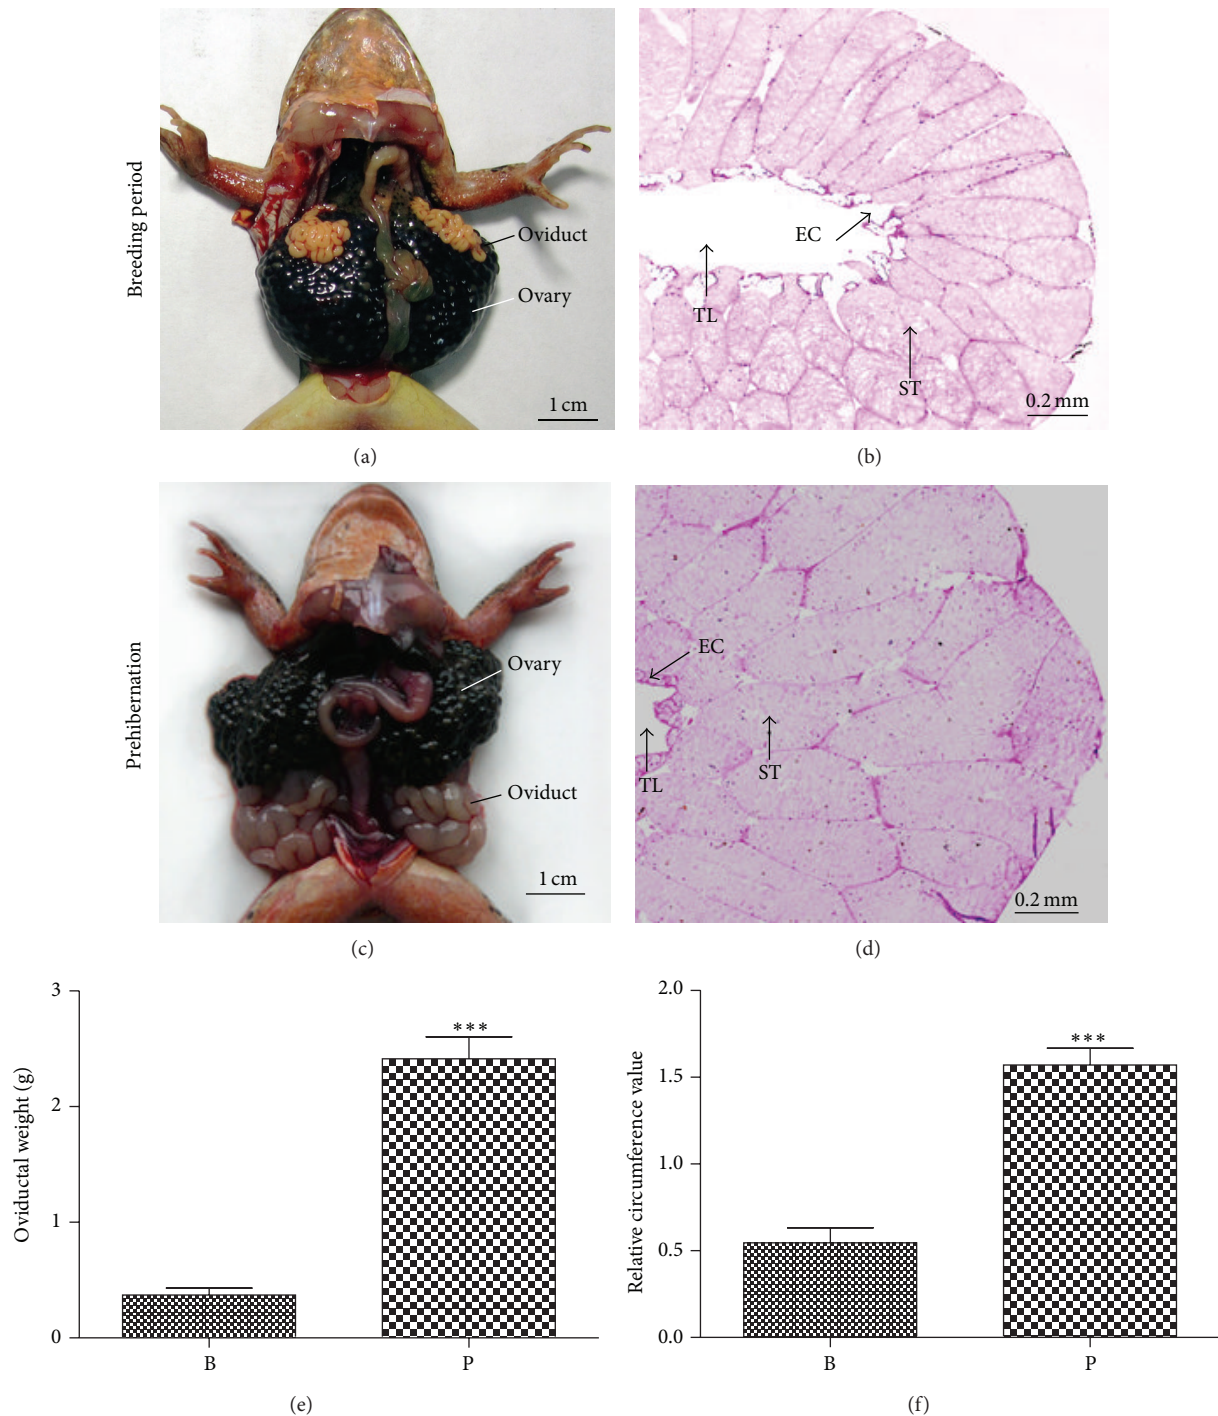 Breeding period
Oviduct
Ovary
1 cm
(a)
EC
TL
ST
0.2 mm
(b)
Prehibernation
Ovary
Oviduct
1 cm
(c)
EC
TL
ST
0.2 mm
(d)
Oviductal weight (g)
3
2
1
0
***
B
P
(e)
Relative circumference value
2.0
1.5
1.0
0.5
0.0
***
B
P
(f)